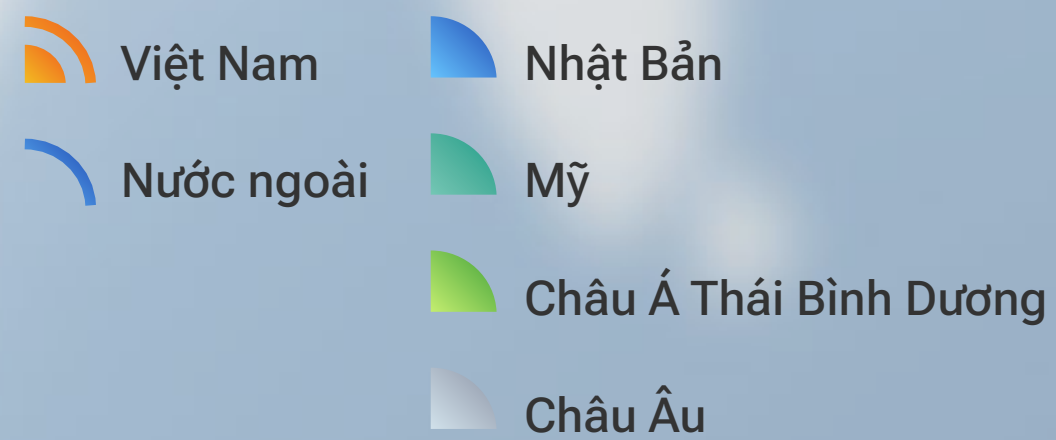 Việt Nam
Nước ngoài
Nhật Bản
Mỹ
Châu Á Thái Bình Dương
Châu Âu